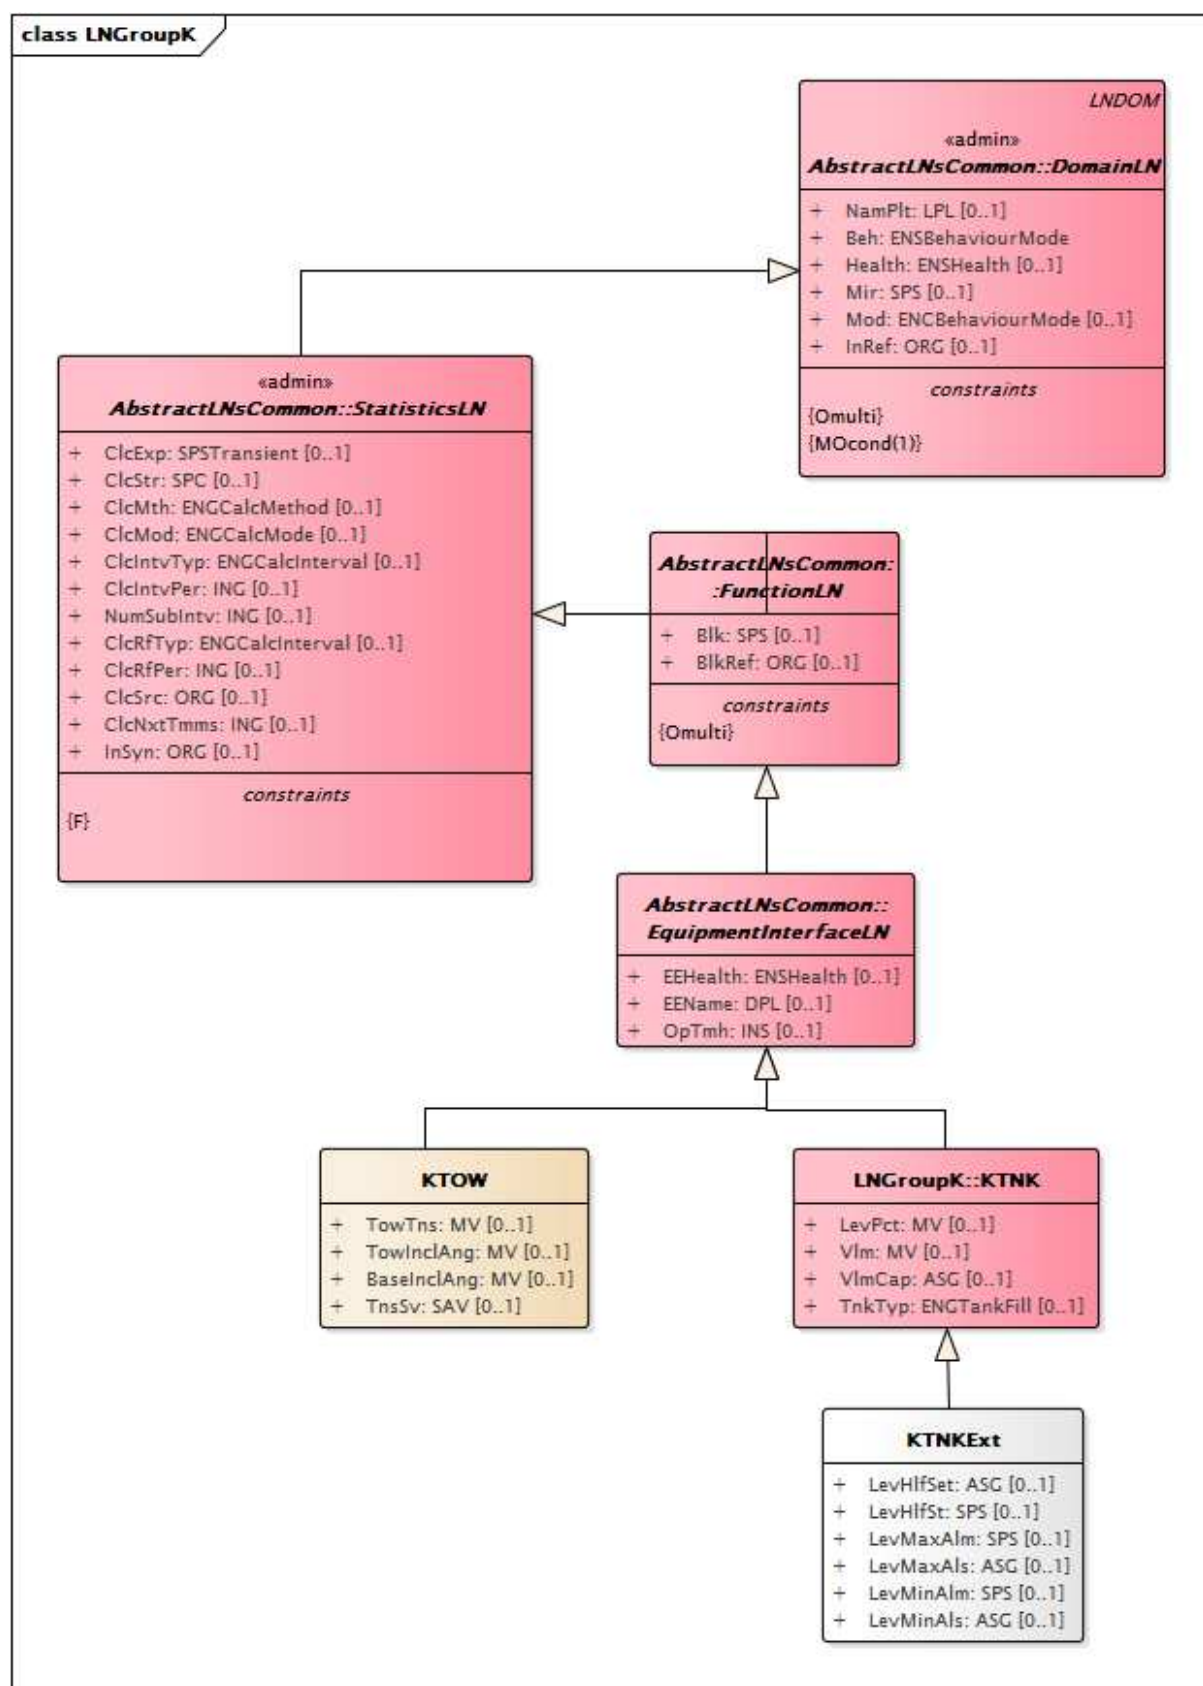 class LNGroupK
LNDOM
«admin»
AbstractLNsCommon::DomainLN
+ NamPlt: LPL [0..1]
+ Beh: ENSBehaviourMode
+ Health: ENSHealth [0..1]
+ Mir: SPS [0..1]
+ Mod: ENCBehaviourMode [0..1]
+ InRef: ORG [0..1]
constraints
{Omulti}
{MOcond(1)}
«admin»
AbstractLNsCommon::StatisticsLN
+ ClcExp: SPSTransient [0..1]
+ ClcStr: SPC [0..1]
+ ClcMth: ENGCalcMethod [0..1]
+ ClcMod: ENGCalcMode [0..1]
+ ClcIntvTyp: ENGCalcInterval [0..1]
+ ClcIntvPer: ING [0..1]
+ NumSubIntv: ING [0..1]
+ ClcRfTyp: ENGCalcInterval [0..1]
+ ClcRfPer: ING [0..1]
+ ClcSrc: ORG [0..1]
+ ClcNxtTmms: ING [0..1]
+ InSyn: ORG [0..1]
constraints
{F}
AbstractLNsCommon:
:FunctionLN
+ Blk: SPS [0..1]
+ BlkRef: ORG [0..1]
constraints
{Omulti}
AbstractLNsCommon::
EquipmentInterfaceLN
+ EEHealth: ENSHealth [0..1]
+ EEName: DPL [0..1]
+ OpTmh: INS [0..1]
KTOW
+ TowTns: MV [0..1]
+ TowInclAng: MV [0..1]
+ BaseInclAng: MV [0..1]
+ TnsSv: SAV [0..1]
LNGroupK::KTNK
+ LevPct: MV [0..1]
+ Vlm: MV [0..1]
+ VlmCap: ASG [0..1]
+ TnkTyp: ENGTankFill [0..1]
KTNKExt
+ LevHlfSet: ASG [0..1]
+ LevHlfSt: SPS [0..1]
+ LevMaxAlm: SPS [0..1]
+ LevMaxAls: ASG [0..1]
+ LevMinAlm: SPS [0..1]
+ LevMinAls: ASG [0..1]